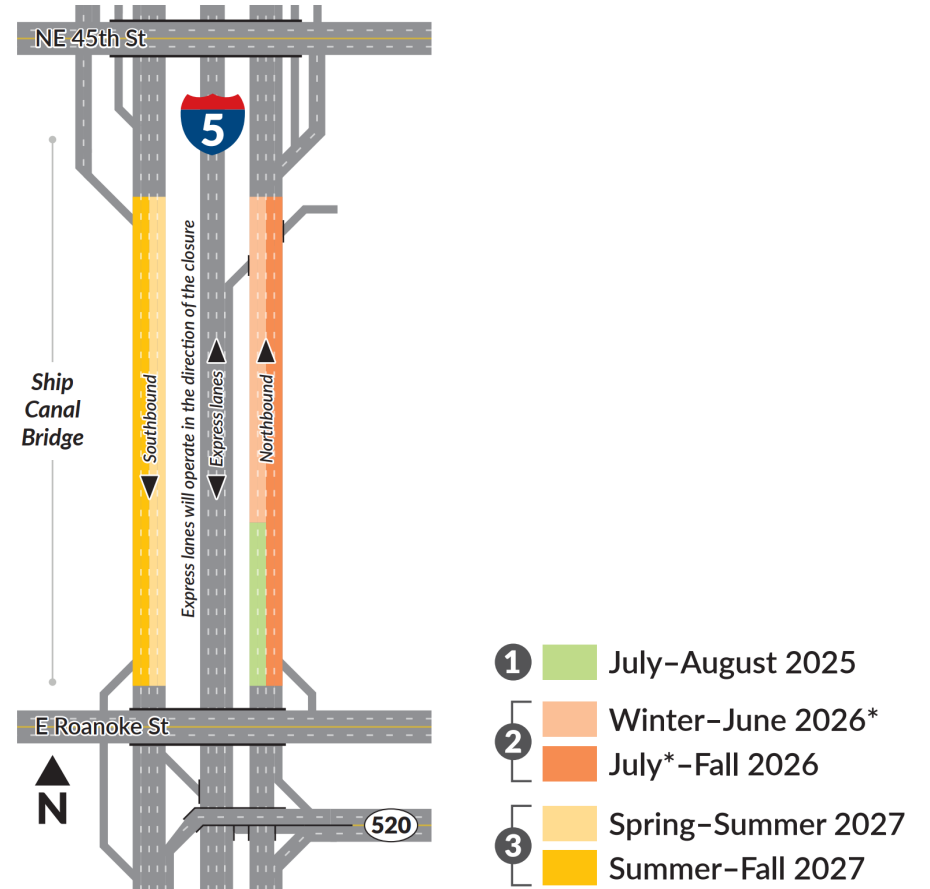 NE 45th St
5
Express lanes will operate in the direction of the closure
Ship
Canal
Bridge
Southbound
Express lanes
Northbound
E Roanoke St
N
520
1 July–August 2025
2
Winter–June 2026*
July*–Fall 2026
3
Spring–Summer 2027
Summer–Fall 2027